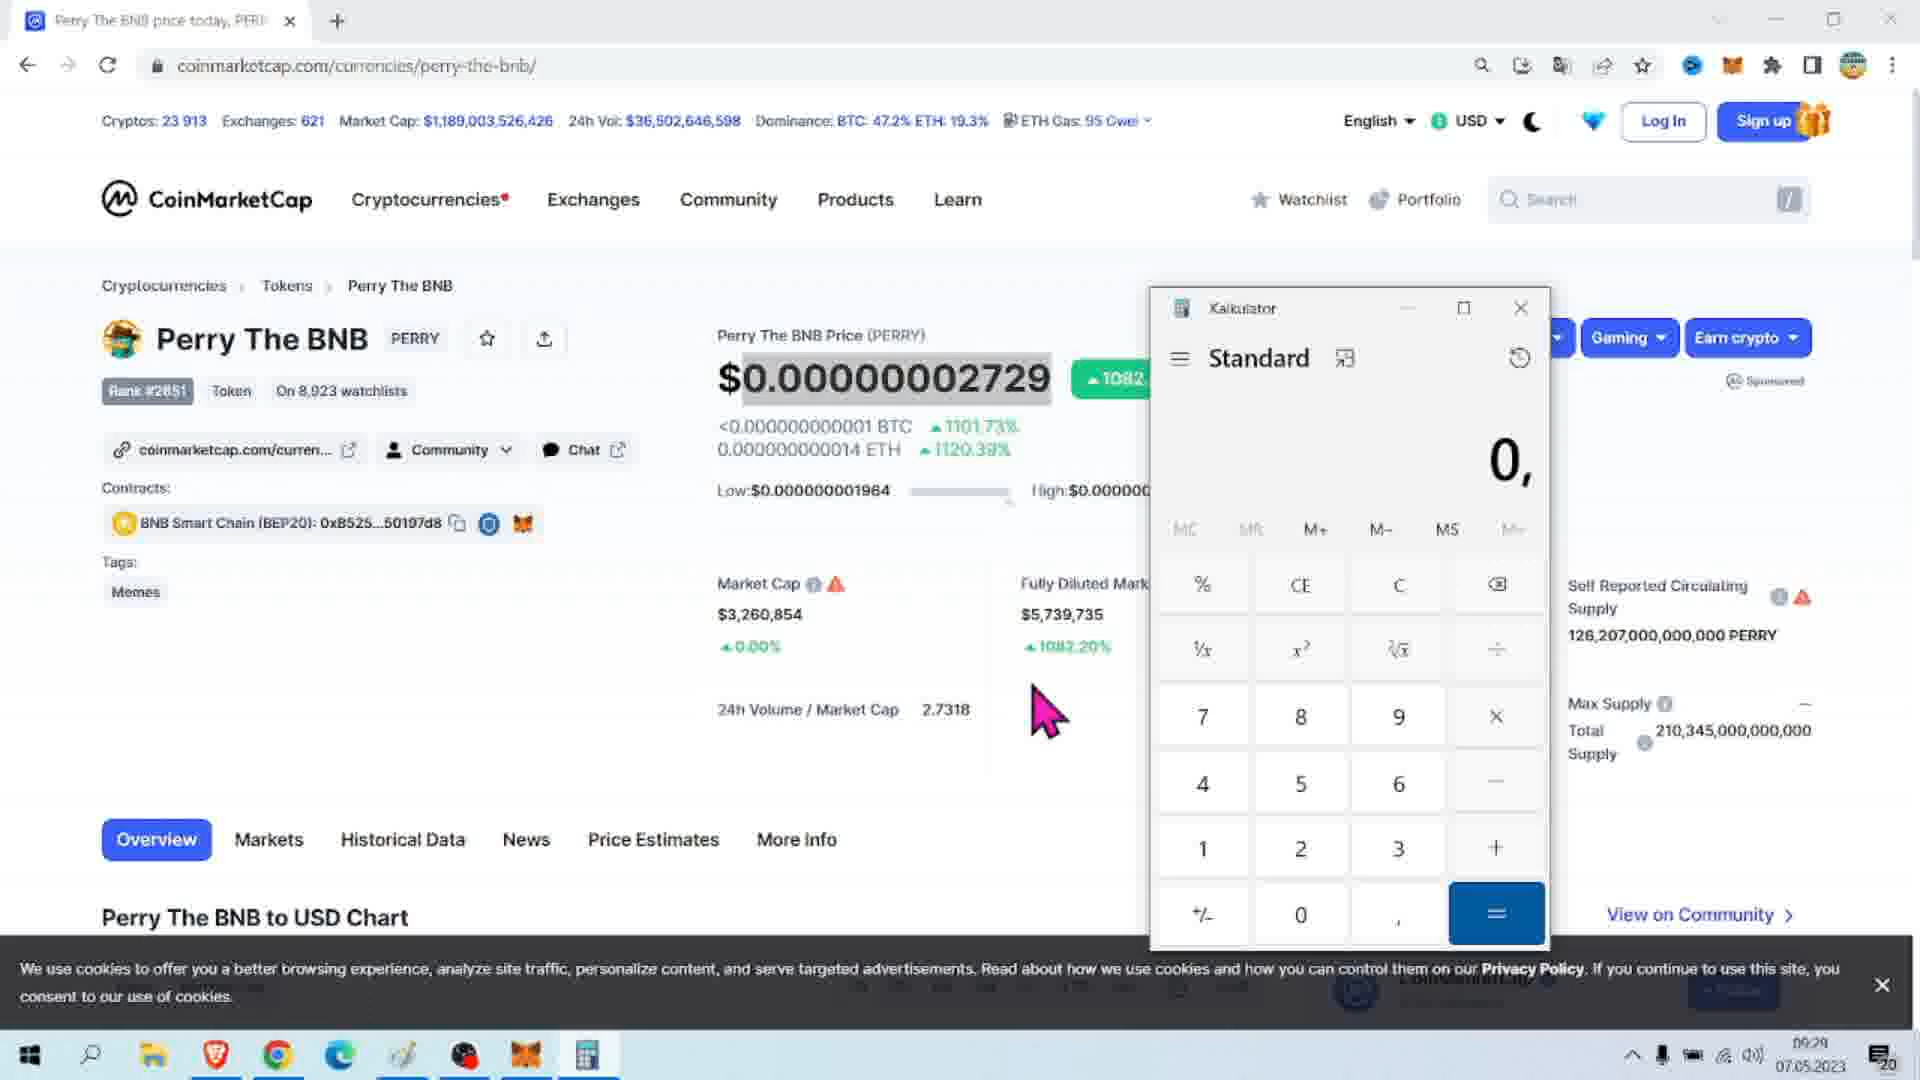 Perry The BNB price today, PERR
coinmarketcap.com/currencies/perry-the-bnb/
Cryptos: 23 913 Exchanges: 621 Market Cap: $1,189,003,526,426 24h Vol: $36,502,646,598 Dominance: BTC: 47.2% ETH: 19.3% ETH Gas: 95 Gwei
English USD Log In Sign up
CoinMarketCap Cryptocurrencies Exchanges Community Products Learn Watchlist Portfolio Search /
Cryptocurrencies Tokens Perry The BNB
Perry The BNB PERRY
Rank #2651 Token On 8,923 watchlists
coinmarketcap.com/curren... Community Chat
Contracts:
BNB Smart Chain (BEP20): 0xB525...50197d8
Tags:
Memes
Perry The BNB Price (PERRY)
$0.00000002729 1082.
<0.000000000001 BTC 1101.73%
0.000000000014 ETH 1120.39%
Low:$0.000000001964 High:$0.000000
Market Cap
$3,260,854
0.00%
Fully Diluted Mark
$5,739,735
1082.20%
24h Volume / Market Cap 2.7318
Gaming Earn crypto
Sponsored
Self Reported Circulating
Supply
126,207,000,000,000 PERRY
Max Supply --
Total
Supply
210,345,000,000,000
Kalkulator
Standard
0,
MC MR M+ M- MS
% CE C
¹/x x² ²√x ÷
7 8 9 ×
4 5 6 −
1 2 3 +
+/- 0 , =
Overview Markets Historical Data News Price Estimates More Info
Perry The BNB to USD Chart
View on Community
We use cookies to offer you a better browsing experience, analyze site traffic, personalize content, and serve targeted advertisements. Read about how we use cookies and how you can control them on our Privacy Policy. If you continue to use this site, you
consent to our use of cookies.
09:29
07.05.2023
20